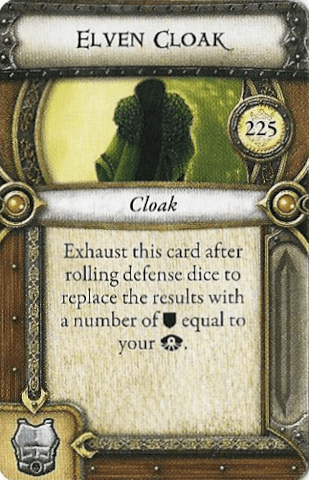 ELVEN CLOAK
225
Cloak
Exhaust this card after
rolling defense dice to
replace the results with
a number of equal to
your .